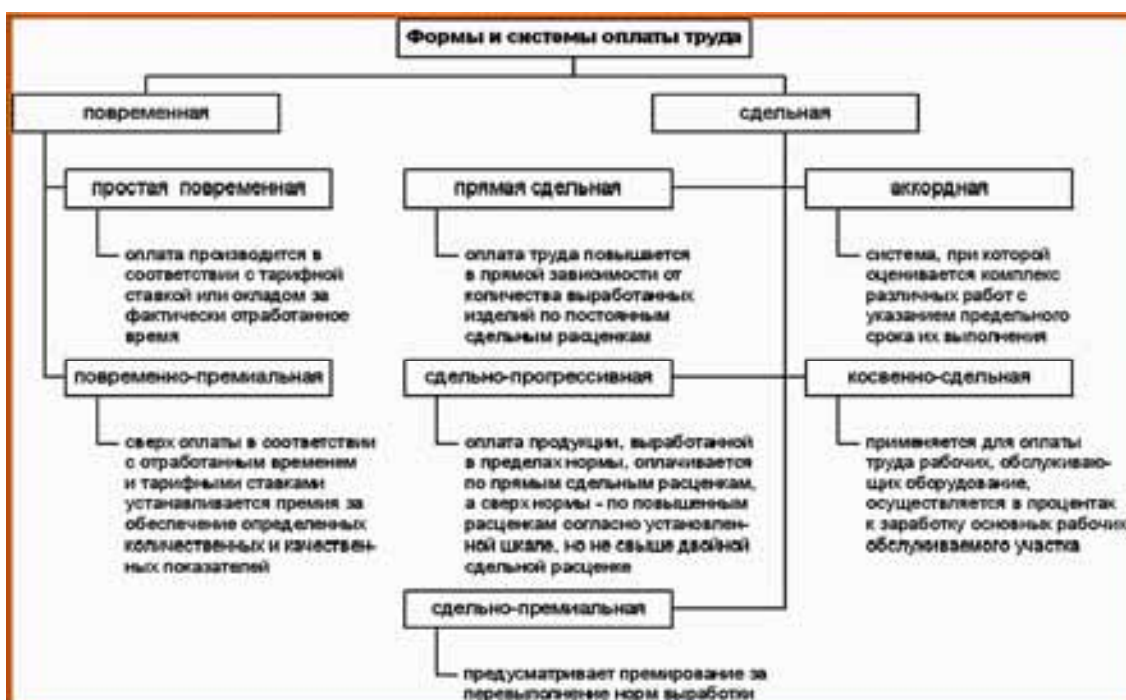 Формы и системы оплаты труда
повременная
сдельная
простая повременная
оплата производится в
соответствии с тарифной
ставкой или окладом за
фактически отработанное
время
повременно-премиальная
сверх оплаты в соответствии
с отработанным временем
и тарифными ставками
устанавливается премия за
обеспечение определенных
количественных и качествен-
ных показателей
прямая сдельная
оплата труда повышается
в прямой зависимости от
количества выработанных
изделий по постоянным
сдельным расценкам
сдельно-прогрессивная
оплата продукции, выработанной
в пределах нормы, оплачивается
по прямым сдельным расценкам,
а сверх нормы - по повышенным
расценкам согласно установлен-
ной шкале, но не свыше двойной
сдельной расценке
сдельно-премиальная
предусматривает премирование за
перевыполнение норм выработки
аккордная
система, при которой
оценивается комплекс
различных работ с
указанием предельного
срока их выполнения
косвенно-сдельная
применяется для оплаты
труда рабочих, обслуживаю-
щих оборудование,
осуществляется в процентах
к заработку основных рабочих
обслуживаемого участка